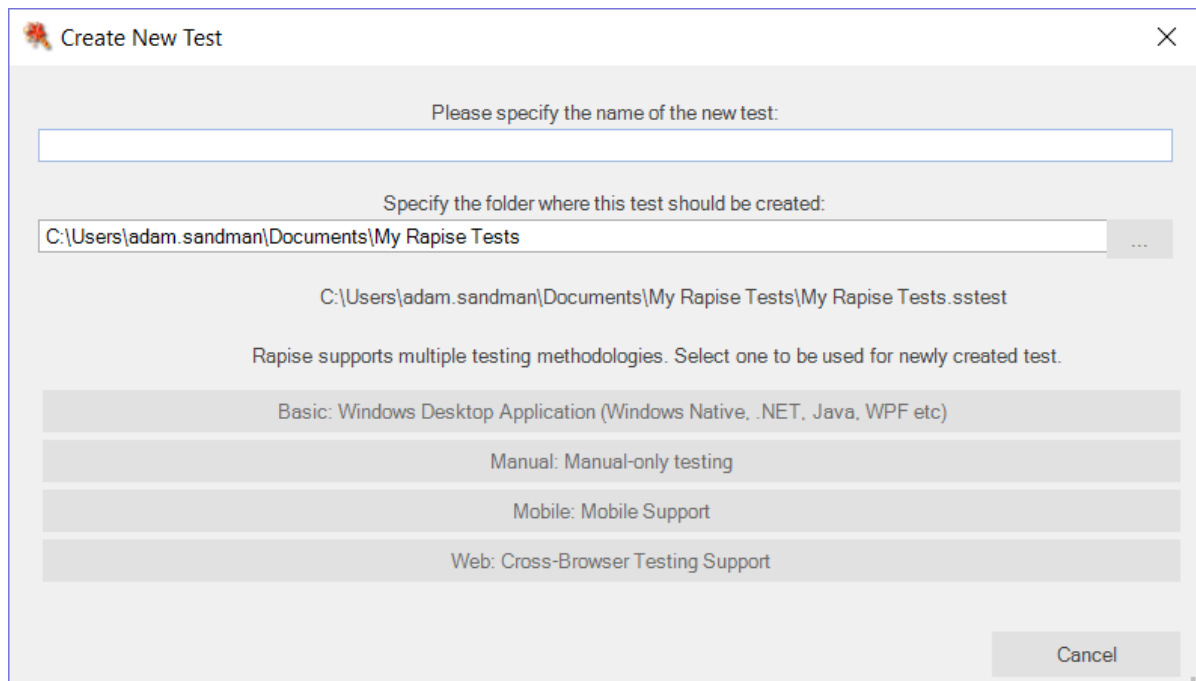 Create New Test
Please specify the name of the new test:
Specify the folder where this test should be created:
C:\Users\adam.sandman\Documents\My Rapise Tests
...
C:\Users\adam.sandman\Documents\My Rapise Tests\My Rapise Tests.sstest
Rapise supports multiple testing methodologies. Select one to be used for newly created test.
Basic: Windows Desktop Application (Windows Native, .NET, Java, WPF etc)
Manual: Manual-only testing
Mobile: Mobile Support
Web: Cross-Browser Testing Support
Cancel